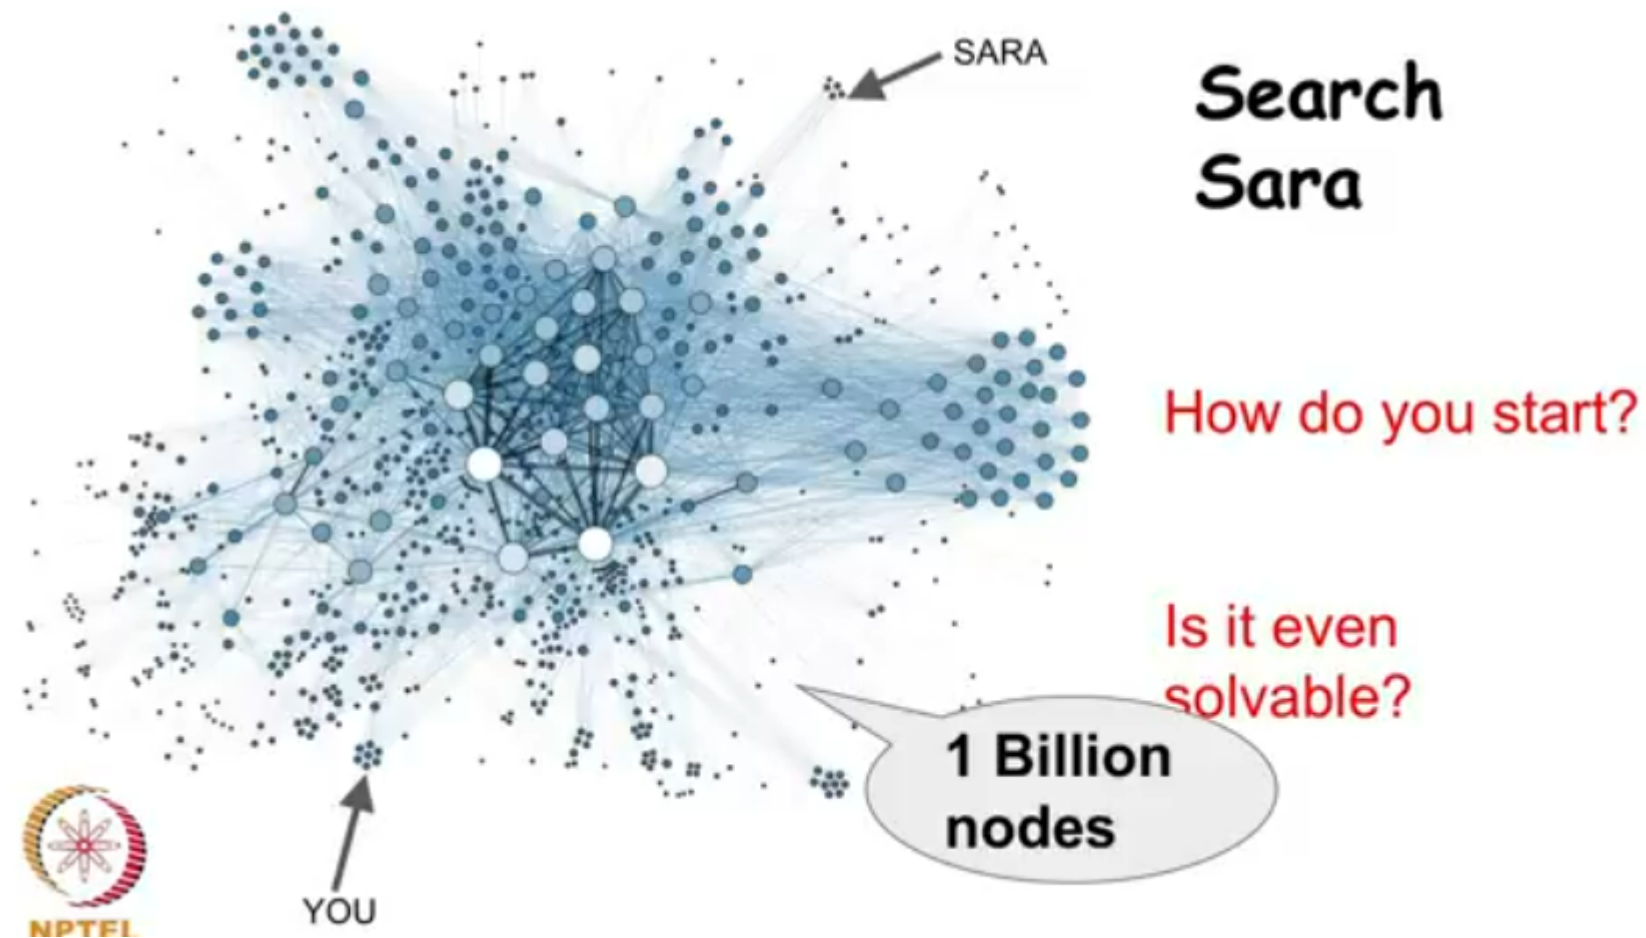 SARA
Search
Sara
How do you start?
Is it even
solvable?
1 Billion
nodes
YOU
NPTEL